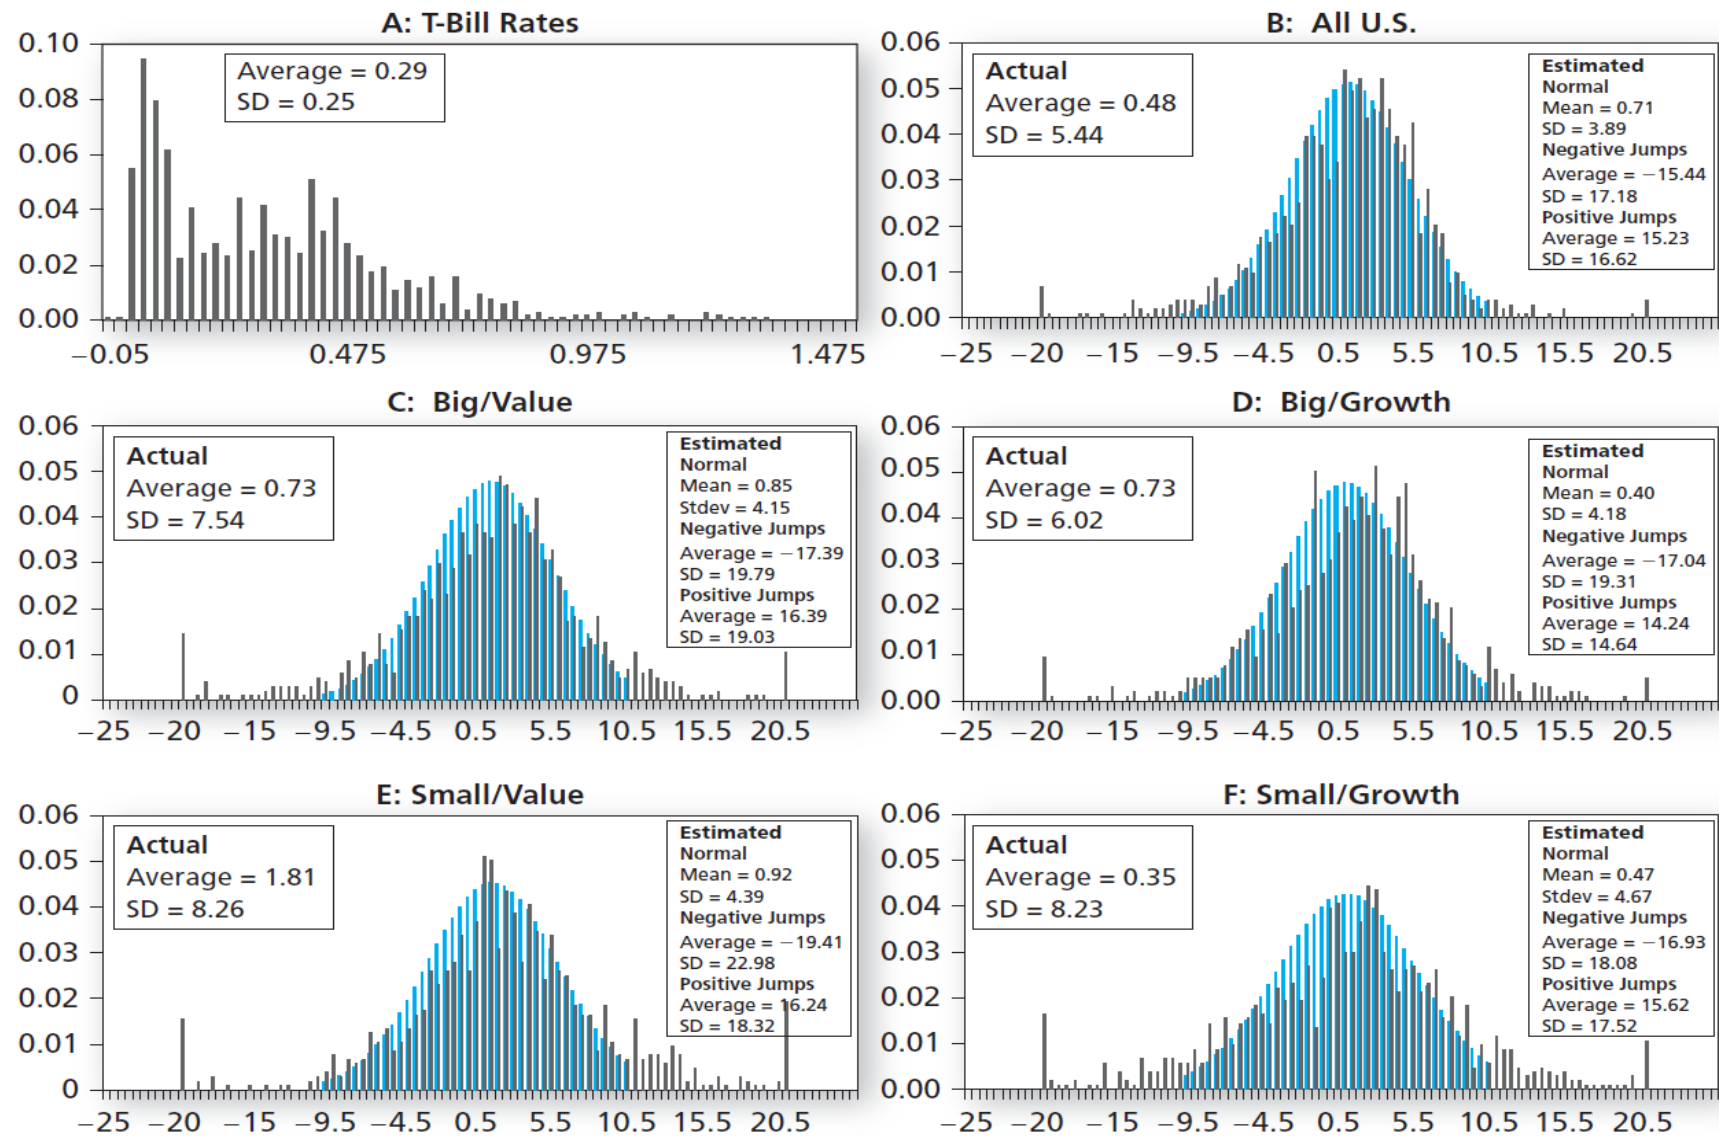 A: T-Bill Rates
0.10
0.08
0.06
0.04
0.02
0.00
Average = 0.29
SD = 0.25
−0.05 0.475 0.975 1.475
B: All U.S.
0.06
0.05
0.04
0.03
0.02
0.01
0.00
Actual
Average = 0.48
SD = 5.44
Estimated
Normal
Mean = 0.71
SD = 3.89
Negative Jumps
Average = −15.44
SD = 17.18
Positive Jumps
Average = 15.23
SD = 16.62
−25 −20 −15 −9.5 −4.5 0.5 5.5 10.5 15.5 20.5
C: Big/Value
0.06
0.05
0.04
0.03
0.02
0.01
0
Actual
Average = 0.73
SD = 7.54
Estimated
Normal
Mean = 0.85
Stdev = 4.15
Negative Jumps
Average = −17.39
SD = 19.79
Positive Jumps
Average = 16.39
SD = 19.03
−25 −20 −15 −9.5 −4.5 0.5 5.5 10.5 15.5 20.5
D: Big/Growth
0.06
0.05
0.04
0.03
0.02
0.01
0.00
Actual
Average = 0.73
SD = 6.02
Estimated
Normal
Mean = 0.40
SD = 4.18
Negative Jumps
Average = −17.04
SD = 19.31
Positive Jumps
Average = 14.24
SD = 14.64
−25 −20 −15 −9.5 −4.5 0.5 5.5 10.5 15.5 20.5
E: Small/Value
0.06
0.05
0.04
0.03
0.02
0.01
0
Actual
Average = 1.81
SD = 8.26
Estimated
Normal
Mean = 0.92
SD = 4.39
Negative Jumps
Average = −19.41
SD = 22.98
Positive Jumps
Average = 16.24
SD = 18.32
−25 −20 −15 −9.5 −4.5 0.5 5.5 10.5 15.5 20.5
F: Small/Growth
0.06
0.05
0.04
0.03
0.02
0.01
0.00
Actual
Average = 0.35
SD = 8.23
Estimated
Normal
Mean = 0.47
Stdev = 4.67
Negative Jumps
Average = −16.93
SD = 18.08
Positive Jumps
Average = 15.62
SD = 17.52
−25 −20 −15 −9.5 −4.5 0.5 5.5 10.5 15.5 20.5